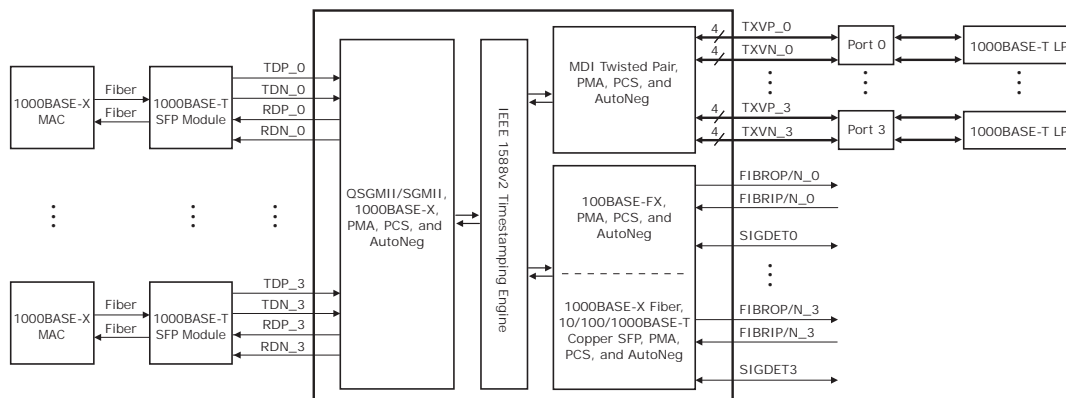 1000BASE-X
MAC
Fiber
Fiber
1000BASE-T
SFP Module
TDP_0
TDN_0
RDP_0
RDN_0
1000BASE-X
MAC
Fiber
Fiber
1000BASE-T
SFP Module
TDP_3
TDN_3
RDP_3
RDN_3
QSGMII/SGMII,
1000BASE-X,
PMA, PCS, and
AutoNeg
IEEE 1588v2 Timestamping Engine
MDI Twisted Pair,
PMA, PCS, and
AutoNeg
4
TXVP_0
4
TXVN_0
4
TXVP_3
4
TXVN_3
Port 0
1000BASE-T LP
Port 3
1000BASE-T LP
100BASE-FX,
PMA, PCS, and
AutoNeg
1000BASE-X Fiber,
10/100/1000BASE-T
Copper SFP, PMA,
PCS, and AutoNeg
FIBROP/N_0
FIBRIP/N_0
SIGDET0
FIBROP/N_3
FIBRIP/N_3
SIGDET3